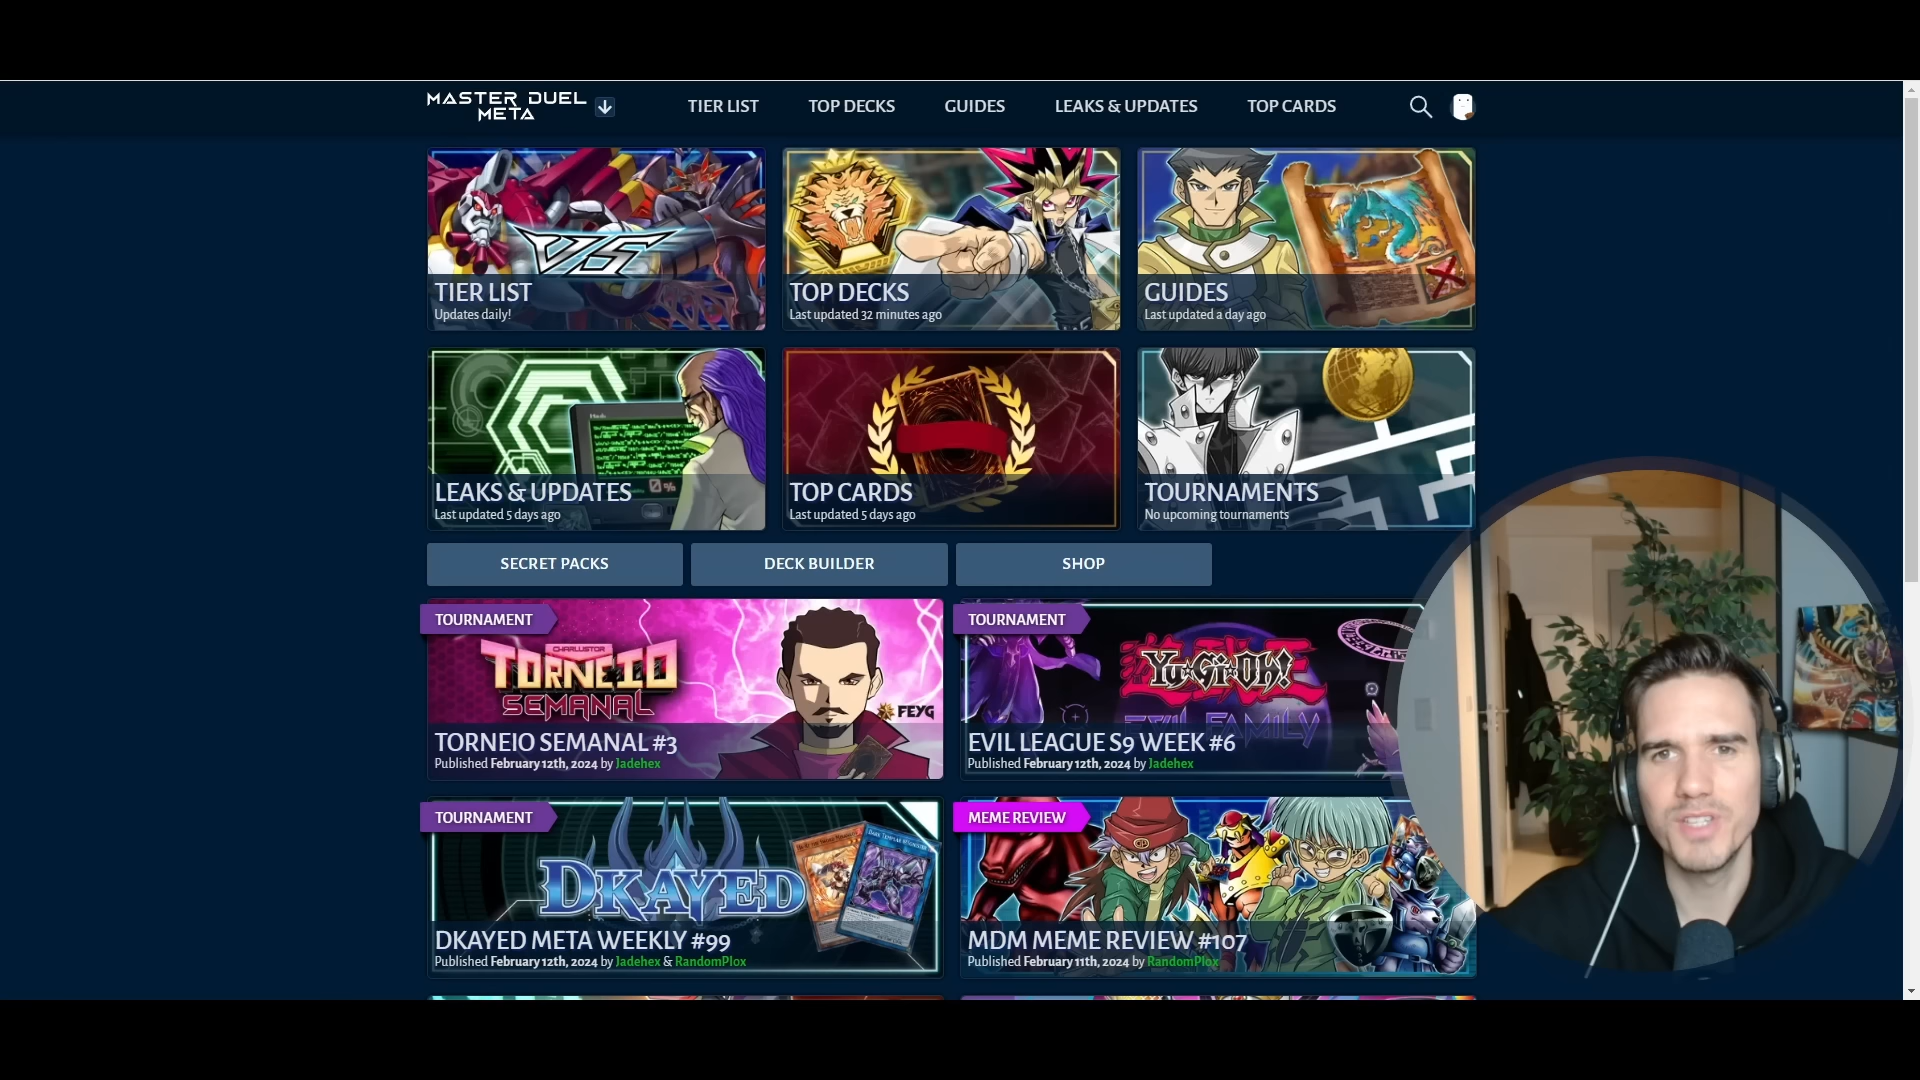 MASTER DUEL
META
TIER LIST
TOP DECKS
GUIDES
LEAKS & UPDATES
TOP CARDS
TIER LIST
Updates daily!
TOP DECKS
Last updated 32 minutes ago
GUIDES
Last updated a day ago
LEAKS & UPDATES
Last updated 5 days ago
TOP CARDS
Last updated 5 days ago
TOURNAMENTS
No upcoming tournaments
SECRET PACKS
DECK BUILDER
SHOP
TOURNAMENT
CHARLUSTOR
TORNEIO
SEMANAL
FEYG
TORNEIO SEMANAL #3
Published February 12th, 2024 by Jadehex
TOURNAMENT
Yu-Gi-Oh!
EVIL FAMILY
EVIL LEAGUE S9 WEEK #6
Published February 12th, 2024 by Jadehex
TOURNAMENT
DKAYED
DKAYED META WEEKLY #99
Published February 12th, 2024 by Jadehex & RandomPlox
MEME REVIEW
MDM MEME REVIEW #107
Published February 11th, 2024 by RandomPlox